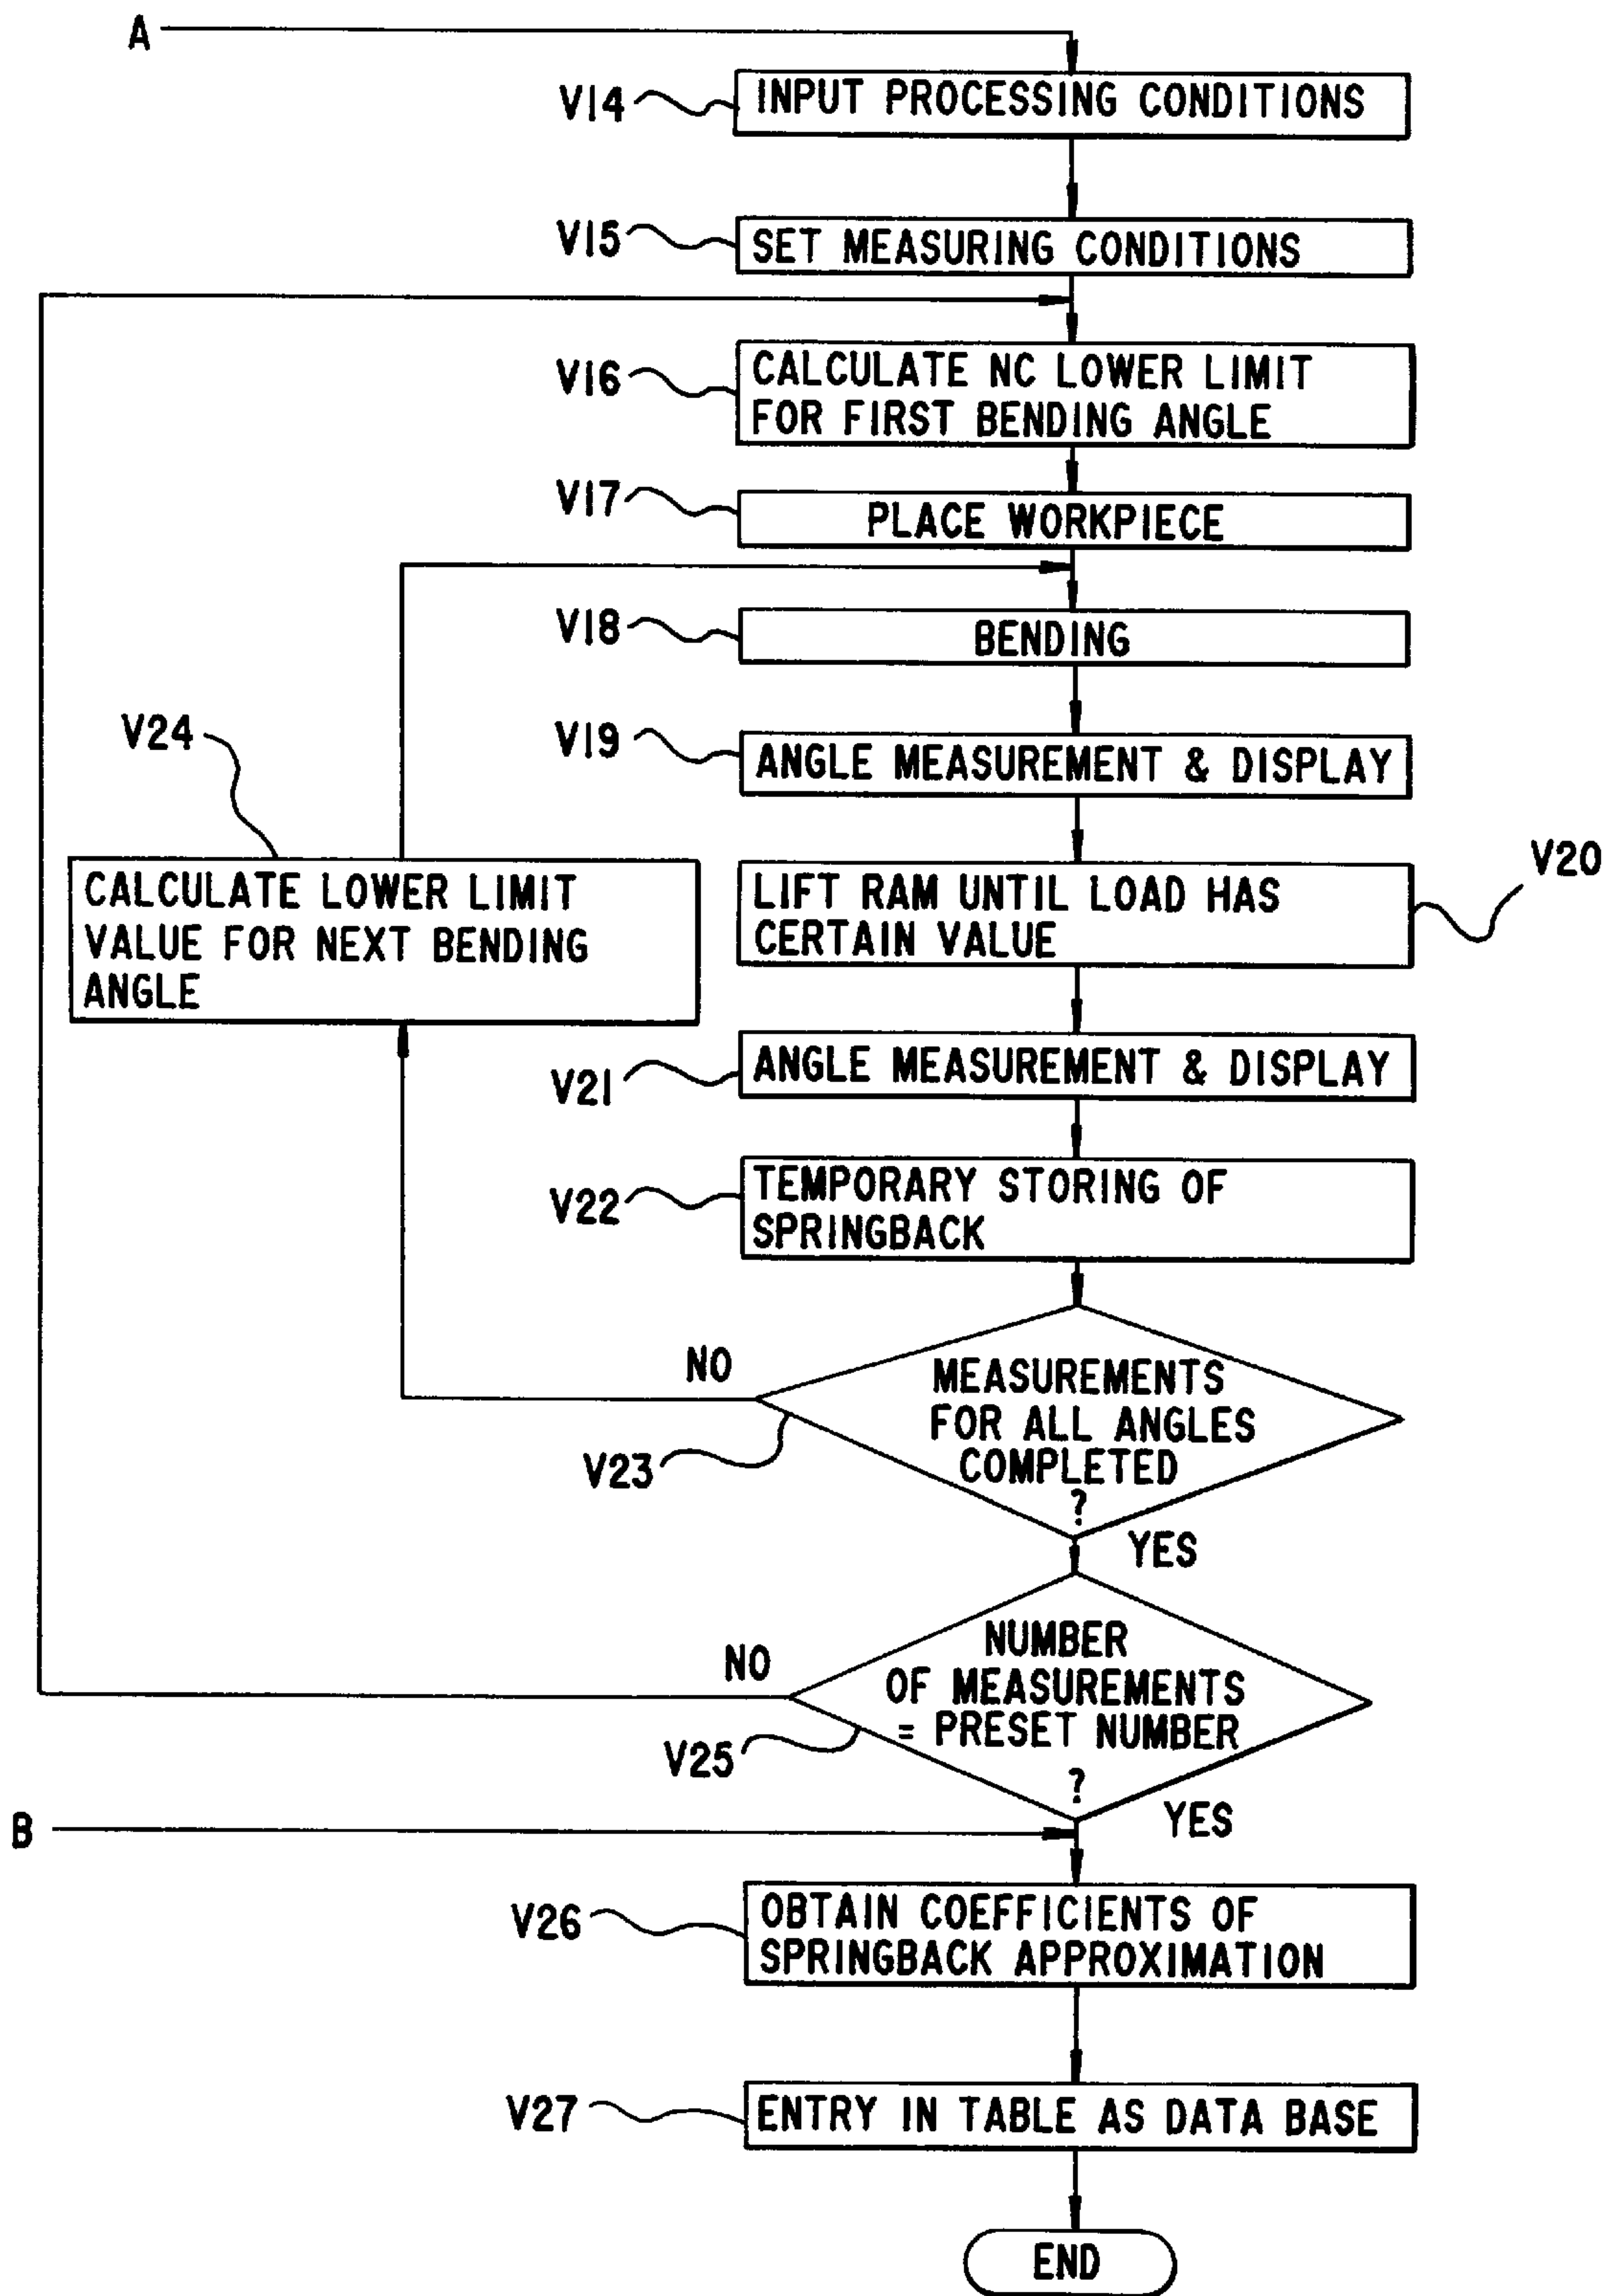 A
V14
INPUT PROCESSING CONDITIONS
V15
SET MEASURING CONDITIONS
V16
CALCULATE NC LOWER LIMIT
FOR FIRST BENDING ANGLE
V17
PLACE WORKPIECE
V18
BENDING
V19
ANGLE MEASUREMENT & DISPLAY
V24
CALCULATE LOWER LIMIT
VALUE FOR NEXT BENDING
ANGLE
LIFT RAM UNTIL LOAD HAS
CERTAIN VALUE
V20
V21
ANGLE MEASUREMENT & DISPLAY
V22
TEMPORARY STORING OF
SPRINGBACK
NO
MEASUREMENTS
FOR ALL ANGLES
COMPLETED
?
V23
YES
NO
NUMBER
OF MEASUREMENTS
= PRESET NUMBER
?
V25
YES
B
V26
OBTAIN COEFFICIENTS OF
SPRINGBACK APPROXIMATION
V27
ENTRY IN TABLE AS DATA BASE
END